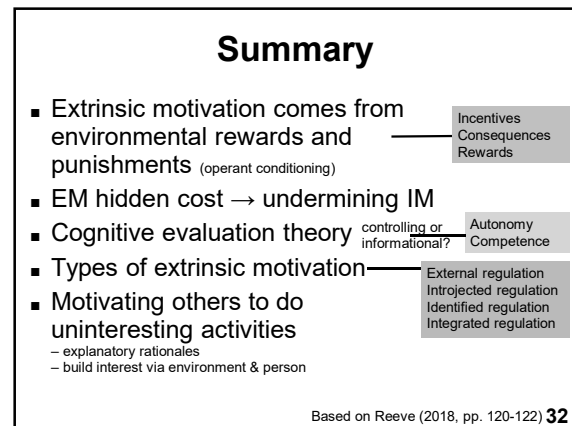 Summary
▪ Extrinsic motivation comes from
environmental rewards and
punishments (operant conditioning)
Incentives
Consequences
Rewards
▪ EM hidden cost → undermining IM
▪ Cognitive evaluation theory controlling or
informational?
Autonomy
Competence
▪ Types of extrinsic motivation
External regulation
Introjected regulation
Identified regulation
Integrated regulation
▪ Motivating others to do
uninteresting activities
– explanatory rationales
– build interest via environment & person
Based on Reeve (2018, pp. 120-122) 32